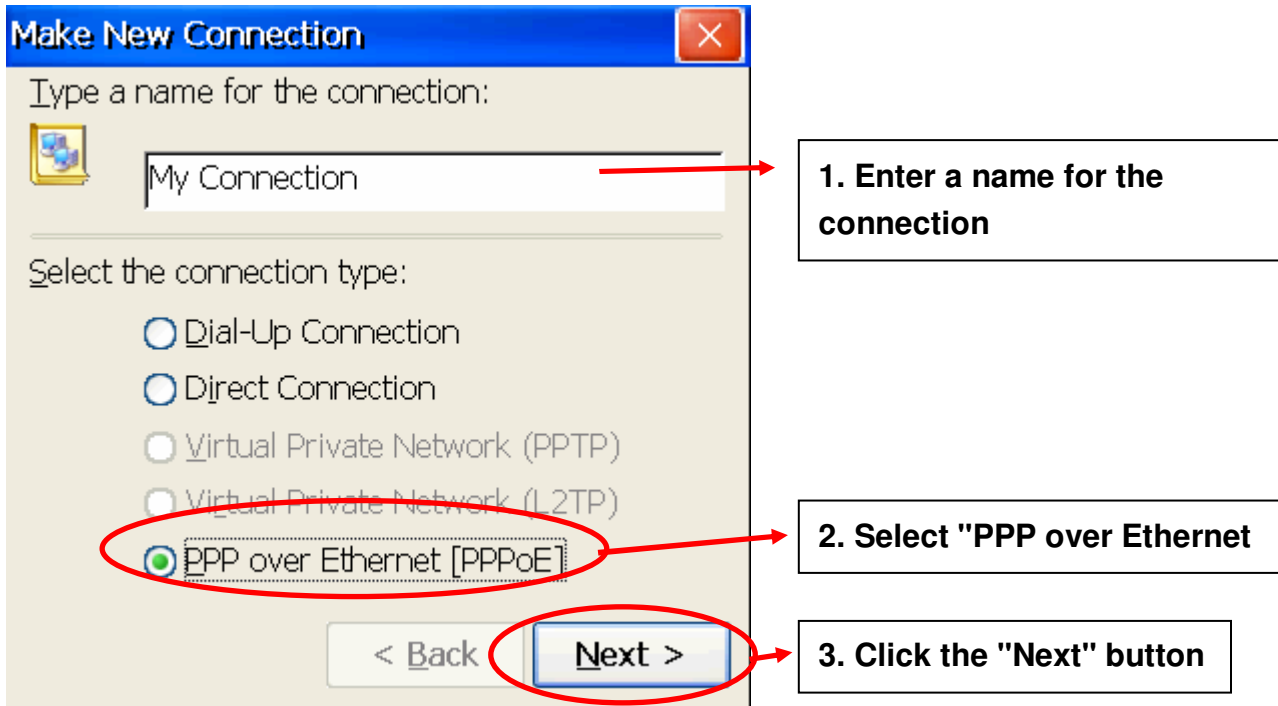 Make New Connection
Type a name for the connection:
My Connection
1. Enter a name for the
connection
Select the connection type:
Dial-Up Connection
Direct Connection
Virtual Private Network (PPTP)
Virtual Private Network (L2TP)
PPP over Ethernet [PPPoE]
2. Select "PPP over Ethernet
< Back
Next >
3. Click the "Next" button